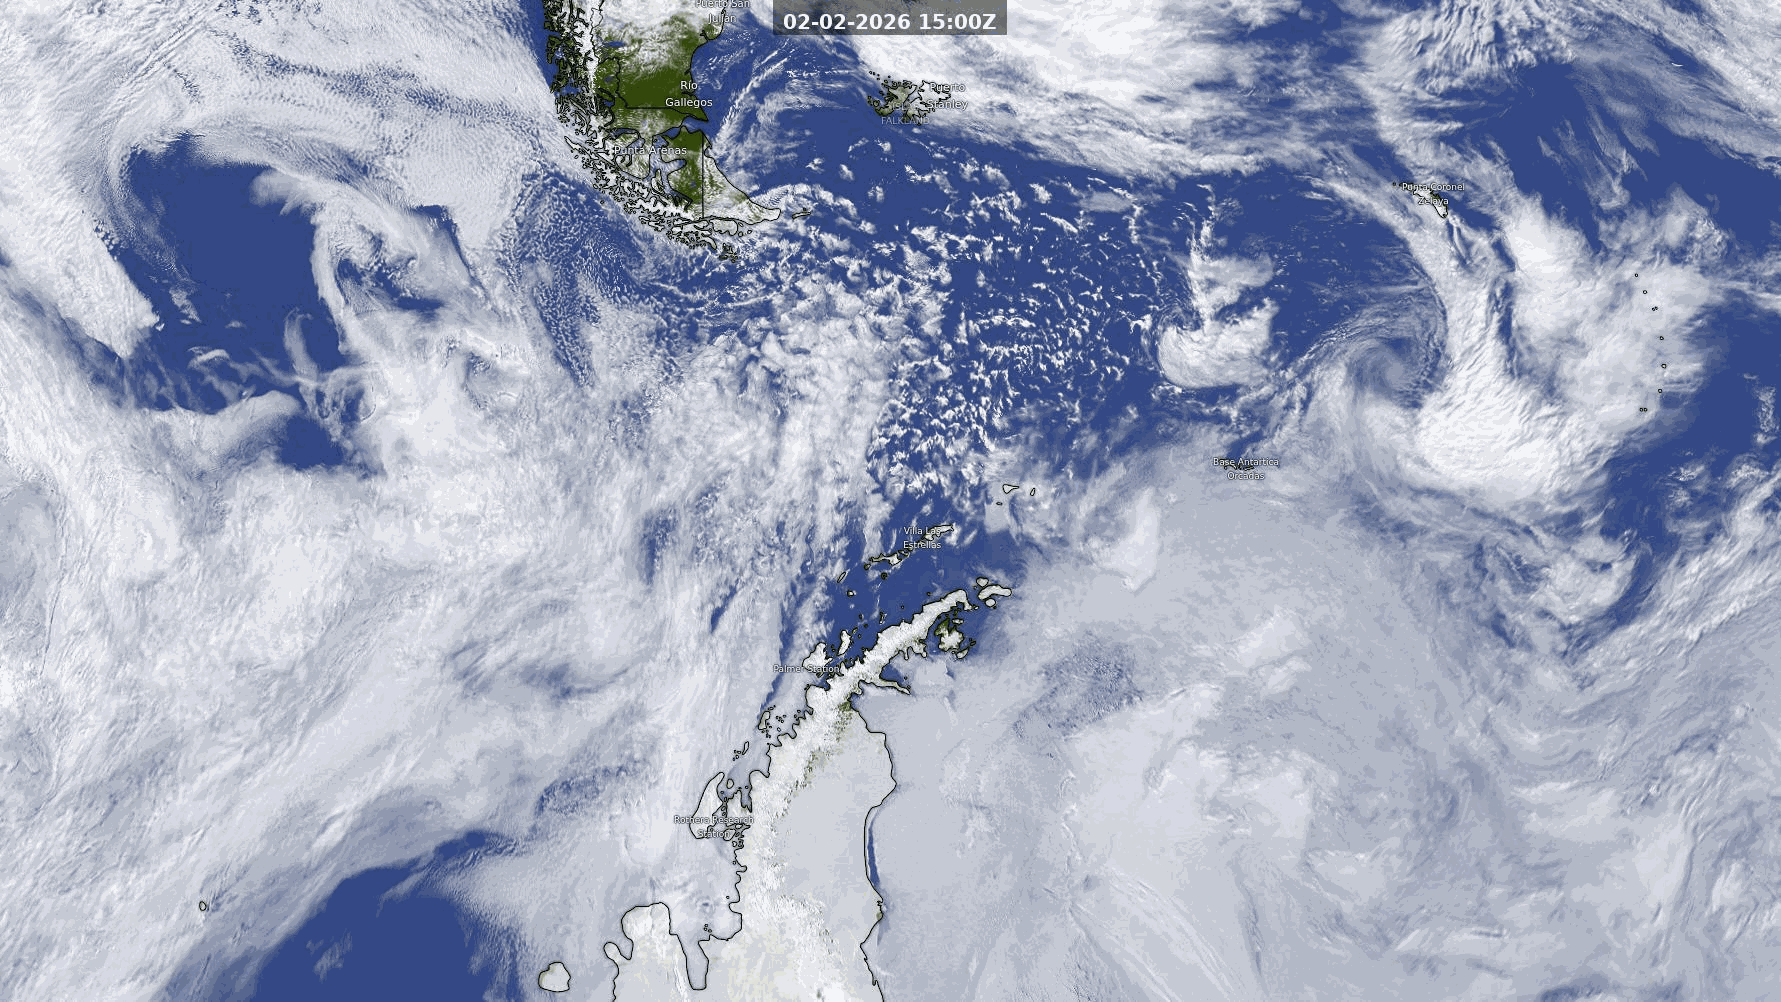 Puerto San
Julián
02-02-2026 15:00Z
Río
Gallegos
Puerto
Stanley
FALKLAND
Punta Arenas
Punta Coronel
Zelaya
Base Antártica
Orcadas
Villa Las
Estrellas
Palmer Station
Rothera Research
Station